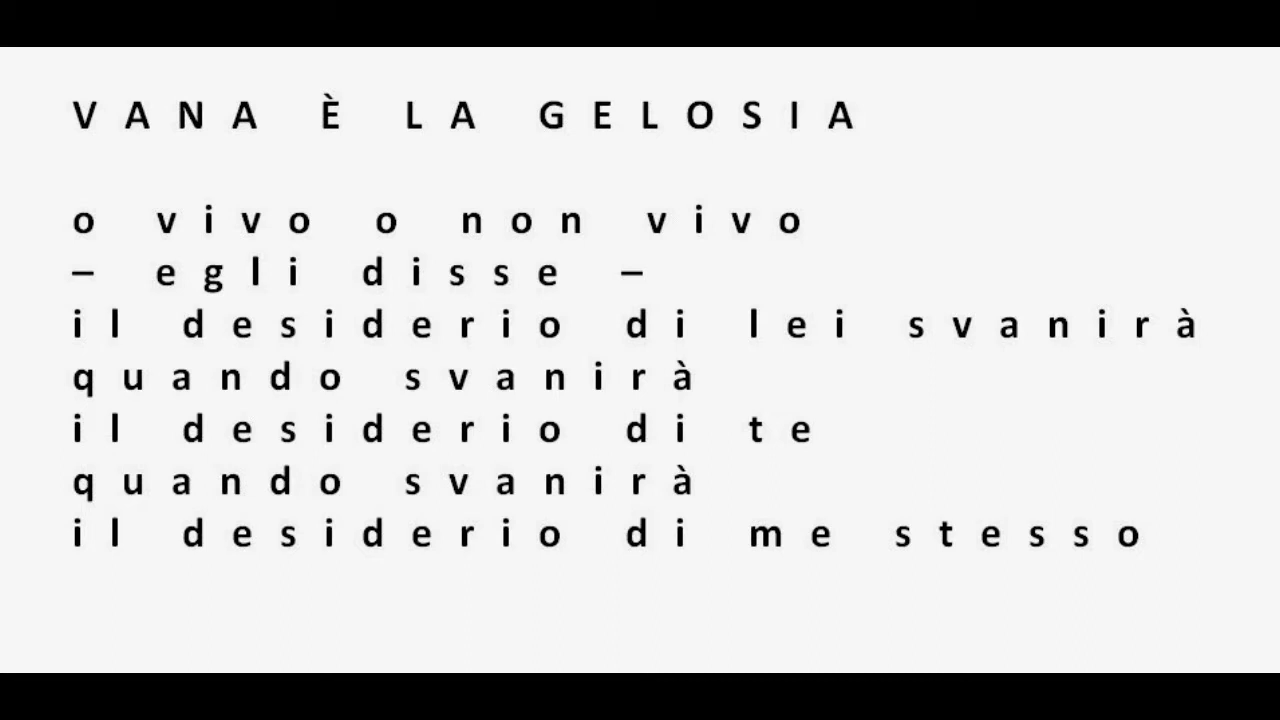 VANA È LA GELOSIA
o vivo o non vivo
– egli disse –
il desiderio di lei svanirà
quando svanirà
il desiderio di te
quando svanirà
il desiderio di me stesso